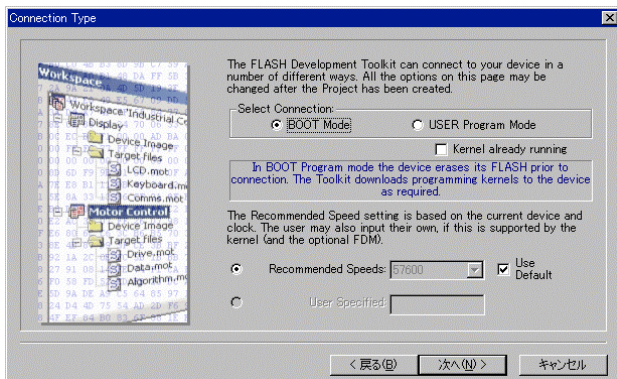 Connection Type
Workspace
Workspace "Industrial Co
Display
Device Image
Target files
LCD.mot
Keyboard.m
Comms.mot
Motor Control
Device Image
Target files
Drive.mot
Data.mot
Algorithm.m
The FLASH Development Toolkit can connect to your device in a
number of different ways. All the options on this page may be
changed after the Project has been created.
Select Connection:
BOOT Mode
USER Program Mode
Kernel already running
In BOOT Program mode the device erases its FLASH prior to
connection. The Toolkit downloads programming kernels to the device
as required.
The Recommended Speed setting is based on the current device and
clock. The user may also input their own, if this is supported by the
kernel (and the optional FDM).
Recommended Speeds: 57600
Use
Default
User Specified:
< 戻る(B)
次へ(N) >
キャンセル